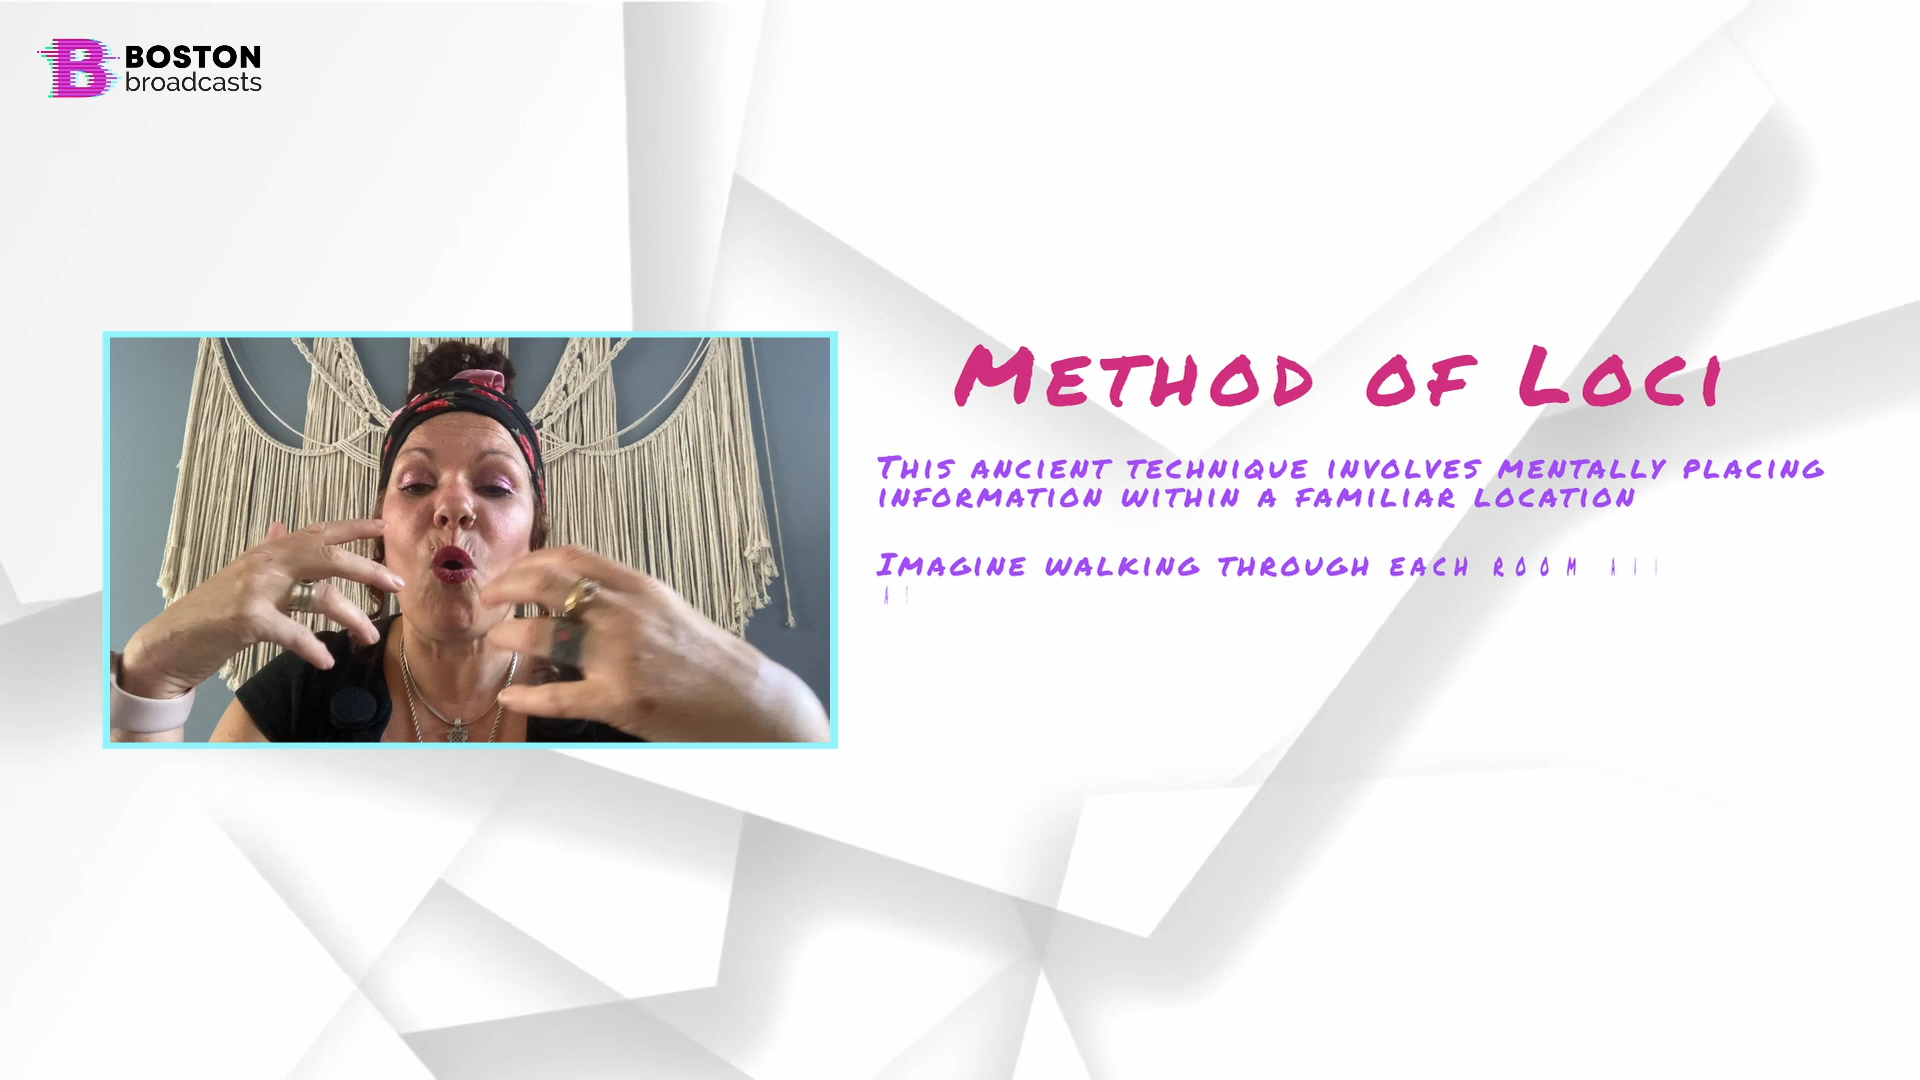 BOSTON
broadcasts
Method of Loci
This ancient technique involves mentally placing
information within a familiar location
Imagine walking through each room